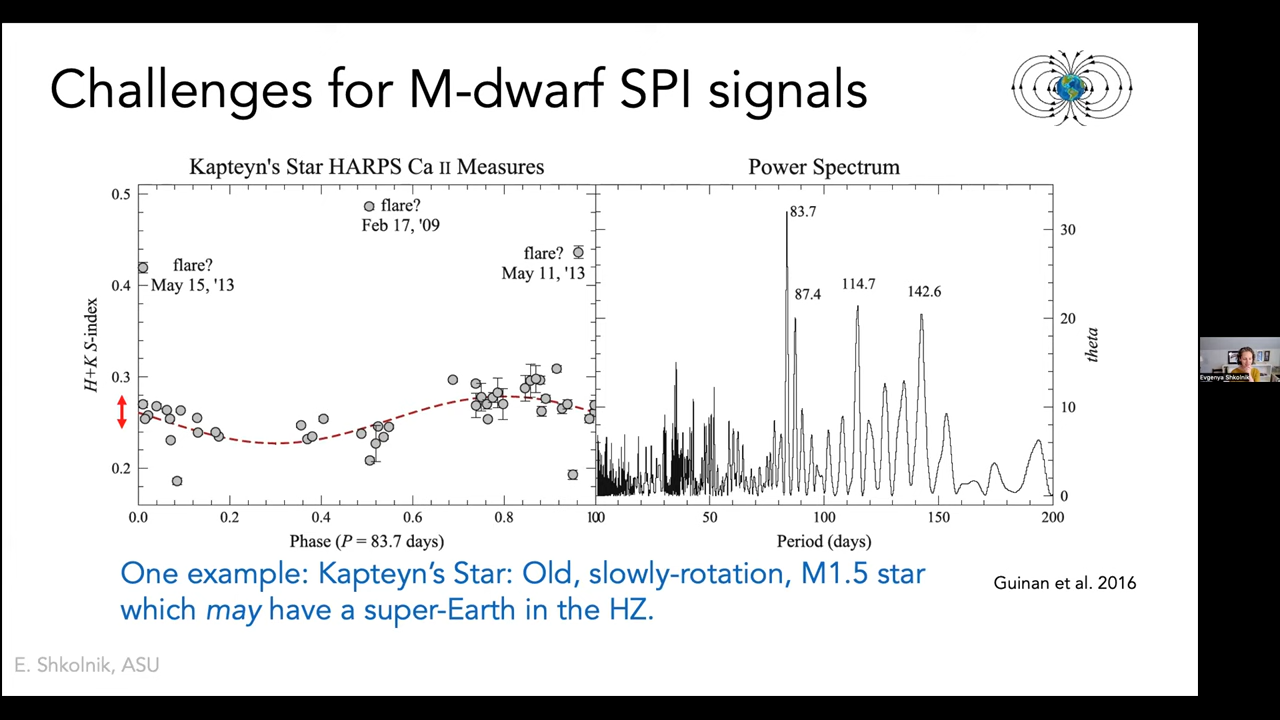 Challenges for M-dwarf SPI signals
Kapteyn's Star HARPS Ca II Measures
Power Spectrum
0.5
0.4
0.3
0.2
H+K S-index
flare?
Feb 17, '09
flare?
May 11, '13
flare?
May 15, '13
0.0 0.2 0.4 0.6 0.8
Phase (P = 83.7 days)
83.7
87.4
114.7
142.6
30
20
10
0
theta
50 100 150 200
Period (days)
One example: Kapteyn's Star: Old, slowly-rotation, M1.5 star
which may have a super-Earth in the HZ.
Guinan et al. 2016
E. Shkolnik, ASU
Evgenya Shkolnik